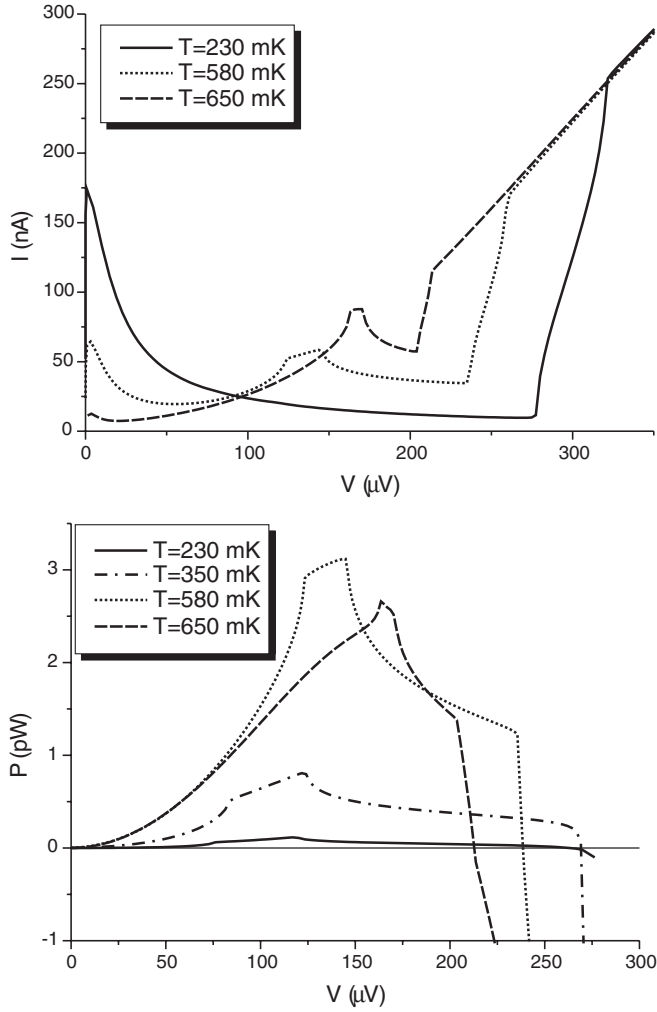 300
250
200
150
100
50
0
I (nA)
T=230 mK
T=580 mK
T=650 mK
0 100 200 300
V (μV)
3
2
1
0
-1
P (pW)
T=230 mK
T=350 mK
T=580 mK
T=650 mK
0 50 100 150 200 250 300
V (μV)